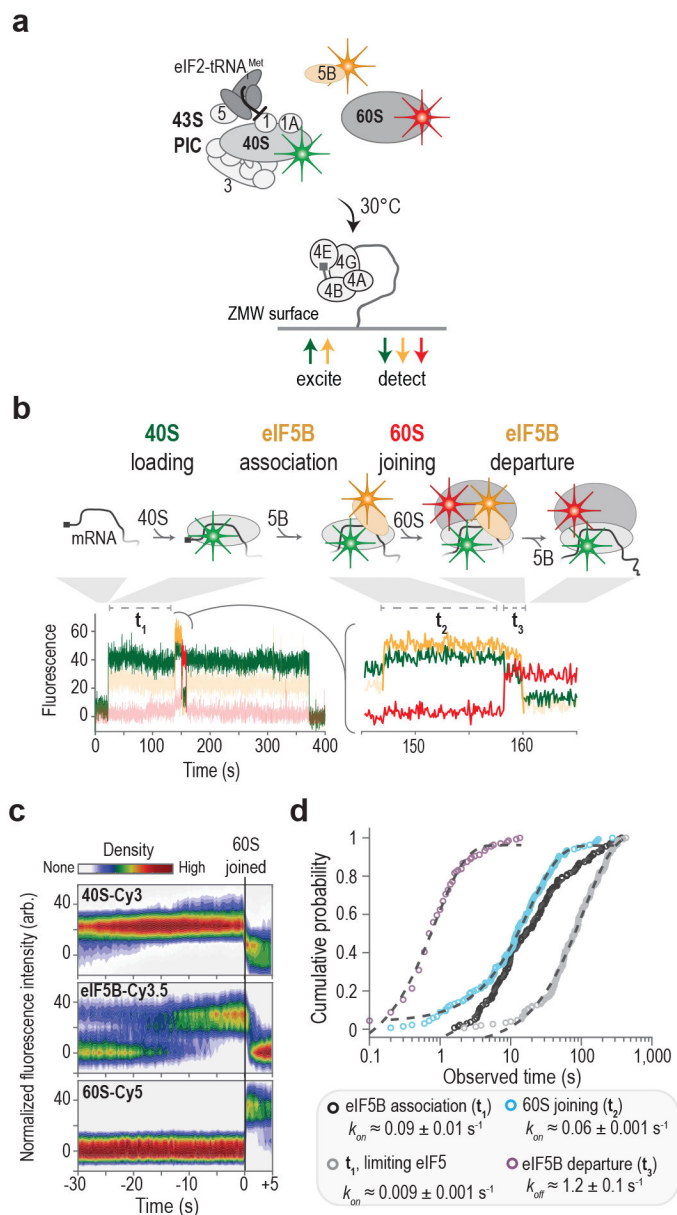 a
eIF2-tRNA^Met
5B
43S
5
1
1A
60S
PIC
40S
3
30°C
4E
4G
4A
4B
ZMW surface
excite
detect
b
40S
eIF5B
60S
eIF5B
loading
association
joining
departure
mRNA
40S
5B
60S
5B
t1
t2
t3
Fluorescence
60
40
20
0
0
100
200
300
400
Time (s)
150
160
c
Density
None
High
60S
joined
Normalized fluorescence intensity (arb.)
40S-Cy3
40
0
eIF5B-Cy3.5
40
0
60S-Cy5
40
0
-30
-20
-10
0
+5
Time (s)
d
Cumulative probability
1
0.8
0.6
0.4
0.2
0
0.1
1
10
100
1,000
Observed time (s)
eIF5B association (t1)
kon ≈ 0.09 ± 0.01 s-1
60S joining (t2)
kon ≈ 0.06 ± 0.001 s-1
t1, limiting eIF5
kon ≈ 0.009 ± 0.001 s-1
eIF5B departure (t3)
koff ≈ 1.2 ± 0.1 s-1